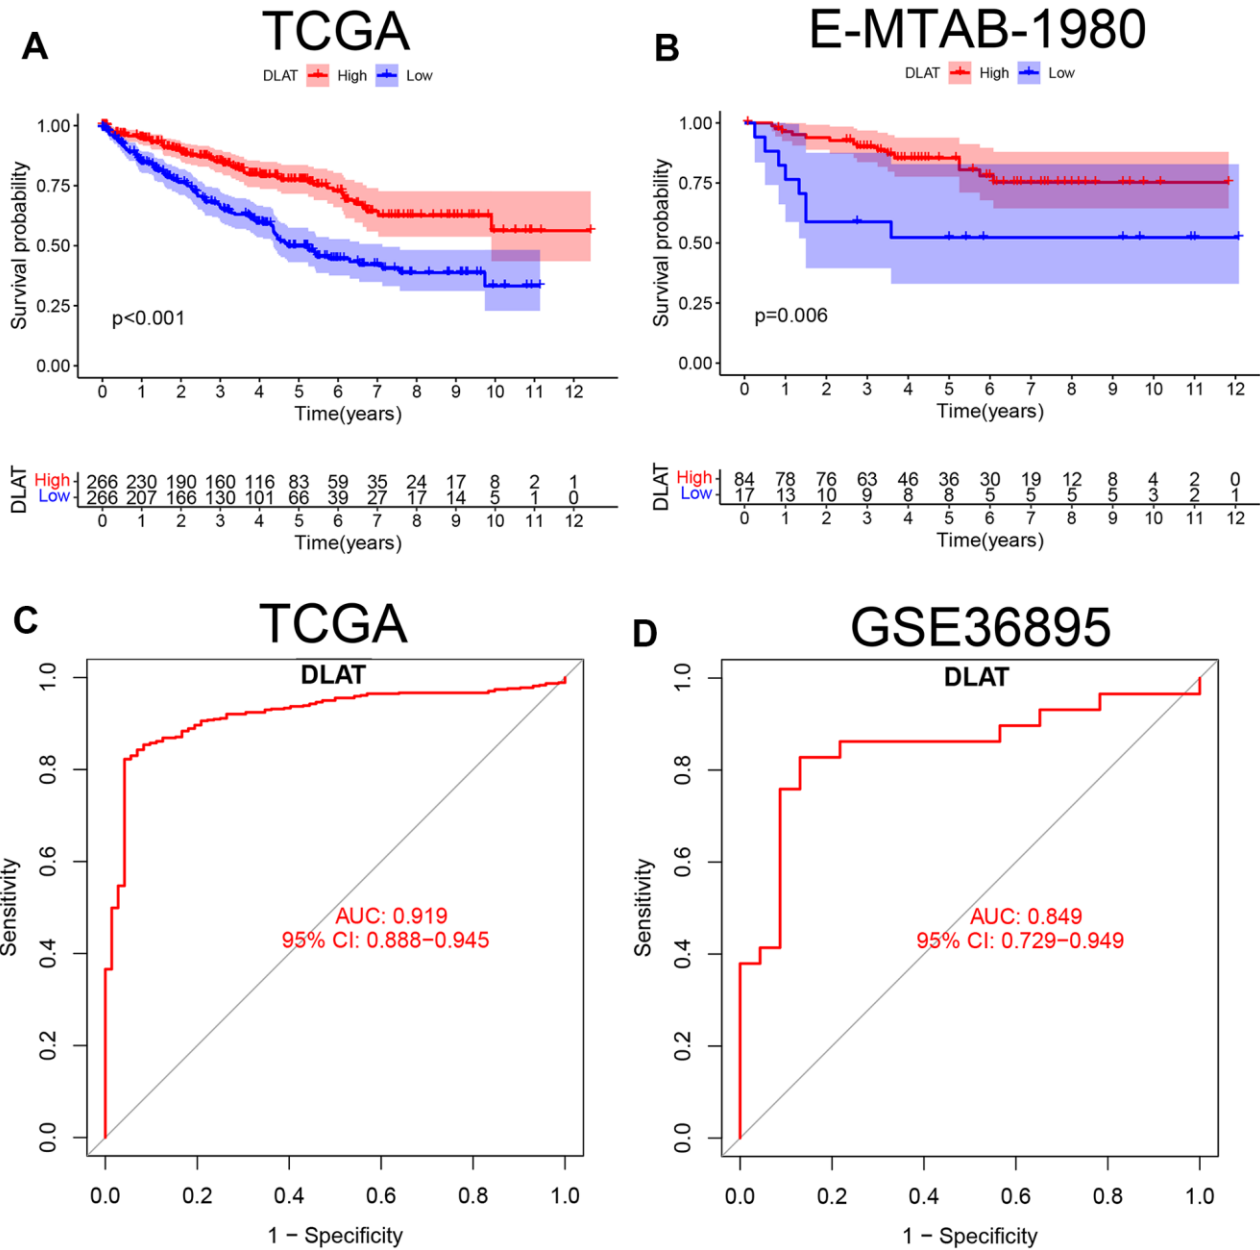 A
TCGA
DLAT High Low
Survival probability
1.00
0.75
0.50
0.25
0.00
p<0.001
0 1 2 3 4 5 6 7 8 9 10 11 12
Time(years)
DLAT
High 266 230 190 160 116 83 59 35 24 17 8 2 1
Low 266 207 166 130 101 66 39 27 17 14 5 1 0
0 1 2 3 4 5 6 7 8 9 10 11 12
Time(years)
B
E-MTAB-1980
DLAT High Low
Survival probability
1.00
0.75
0.50
0.25
0.00
p=0.006
0 1 2 3 4 5 6 7 8 9 10 11 12
Time(years)
DLAT
High 84 78 76 63 46 36 30 19 12 8 4 2 0
Low 17 13 10 9 8 8 5 5 5 5 3 2 1
0 1 2 3 4 5 6 7 8 9 10 11 12
Time(years)
C
TCGA
DLAT
Sensitivity
1.0
0.8
0.6
0.4
0.2
0.0
AUC: 0.919
95% CI: 0.888−0.945
0.0 0.2 0.4 0.6 0.8 1.0
1 − Specificity
D
GSE36895
DLAT
Sensitivity
1.0
0.8
0.6
0.4
0.2
0.0
AUC: 0.849
95% CI: 0.729−0.949
0.0 0.2 0.4 0.6 0.8 1.0
1 − Specificity